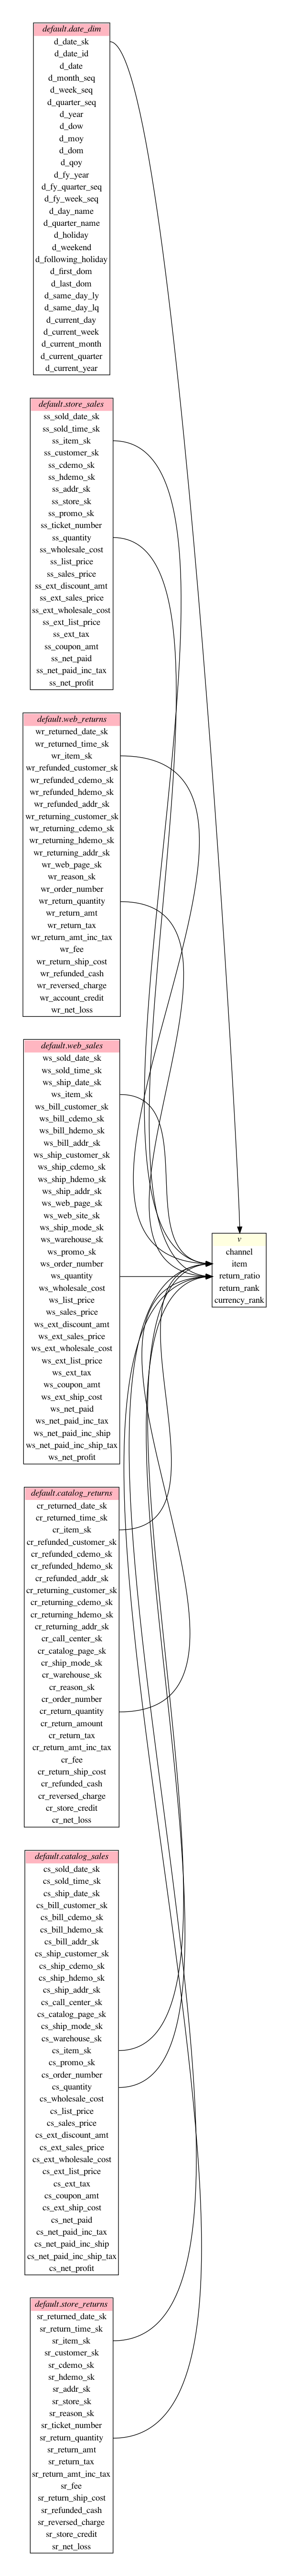 default.date_dim
d_date_sk
d_date_id
d_date
d_month_seq
d_week_seq
d_quarter_seq
d_year
d_dow
d_moy
d_dom
d_qoy
d_fy_year
d_fy_quarter_seq
d_fy_week_seq
d_day_name
d_quarter_name
d_holiday
d_weekend
d_following_holiday
d_first_dom
d_last_dom
d_same_day_ly
d_same_day_lq
d_current_day
d_current_week
d_current_month
d_current_quarter
d_current_year
default.store_sales
ss_sold_date_sk
ss_sold_time_sk
ss_item_sk
ss_customer_sk
ss_cdemo_sk
ss_hdemo_sk
ss_addr_sk
ss_store_sk
ss_promo_sk
ss_ticket_number
ss_quantity
ss_wholesale_cost
ss_list_price
ss_sales_price
ss_ext_discount_amt
ss_ext_sales_price
ss_ext_wholesale_cost
ss_ext_list_price
ss_ext_tax
ss_coupon_amt
ss_net_paid
ss_net_paid_inc_tax
ss_net_profit
default.web_returns
wr_returned_date_sk
wr_returned_time_sk
wr_item_sk
wr_refunded_customer_sk
wr_refunded_cdemo_sk
wr_refunded_hdemo_sk
wr_refunded_addr_sk
wr_returning_customer_sk
wr_returning_cdemo_sk
wr_returning_hdemo_sk
wr_returning_addr_sk
wr_web_page_sk
wr_reason_sk
wr_order_number
wr_return_quantity
wr_return_amt
wr_return_tax
wr_return_amt_inc_tax
wr_fee
wr_return_ship_cost
wr_refunded_cash
wr_reversed_charge
wr_account_credit
wr_net_loss
default.web_sales
ws_sold_date_sk
ws_sold_time_sk
ws_ship_date_sk
ws_item_sk
ws_bill_customer_sk
ws_bill_cdemo_sk
ws_bill_hdemo_sk
ws_bill_addr_sk
ws_ship_customer_sk
ws_ship_cdemo_sk
ws_ship_hdemo_sk
ws_ship_addr_sk
ws_web_page_sk
ws_web_site_sk
ws_ship_mode_sk
ws_warehouse_sk
ws_promo_sk
ws_order_number
ws_quantity
ws_wholesale_cost
ws_list_price
ws_sales_price
ws_ext_discount_amt
ws_ext_sales_price
ws_ext_wholesale_cost
ws_ext_list_price
ws_ext_tax
ws_coupon_amt
ws_ext_ship_cost
ws_net_paid
ws_net_paid_inc_tax
ws_net_paid_inc_ship
ws_net_paid_inc_ship_tax
ws_net_profit
v
channel
item
return_ratio
return_rank
currency_rank
default.catalog_returns
cr_returned_date_sk
cr_returned_time_sk
cr_item_sk
cr_refunded_customer_sk
cr_refunded_cdemo_sk
cr_refunded_hdemo_sk
cr_refunded_addr_sk
cr_returning_customer_sk
cr_returning_cdemo_sk
cr_returning_hdemo_sk
cr_returning_addr_sk
cr_call_center_sk
cr_catalog_page_sk
cr_ship_mode_sk
cr_warehouse_sk
cr_reason_sk
cr_order_number
cr_return_quantity
cr_return_amount
cr_return_tax
cr_return_amt_inc_tax
cr_fee
cr_return_ship_cost
cr_refunded_cash
cr_reversed_charge
cr_store_credit
cr_net_loss
default.catalog_sales
cs_sold_date_sk
cs_sold_time_sk
cs_ship_date_sk
cs_bill_customer_sk
cs_bill_cdemo_sk
cs_bill_hdemo_sk
cs_bill_addr_sk
cs_ship_customer_sk
cs_ship_cdemo_sk
cs_ship_hdemo_sk
cs_ship_addr_sk
cs_call_center_sk
cs_catalog_page_sk
cs_ship_mode_sk
cs_warehouse_sk
cs_item_sk
cs_promo_sk
cs_order_number
cs_quantity
cs_wholesale_cost
cs_list_price
cs_sales_price
cs_ext_discount_amt
cs_ext_sales_price
cs_ext_wholesale_cost
cs_ext_list_price
cs_ext_tax
cs_coupon_amt
cs_ext_ship_cost
cs_net_paid
cs_net_paid_inc_tax
cs_net_paid_inc_ship
cs_net_paid_inc_ship_tax
cs_net_profit
default.store_returns
sr_returned_date_sk
sr_return_time_sk
sr_item_sk
sr_customer_sk
sr_cdemo_sk
sr_hdemo_sk
sr_addr_sk
sr_store_sk
sr_reason_sk
sr_ticket_number
sr_return_quantity
sr_return_amt
sr_return_tax
sr_return_amt_inc_tax
sr_fee
sr_return_ship_cost
sr_refunded_cash
sr_reversed_charge
sr_store_credit
sr_net_loss